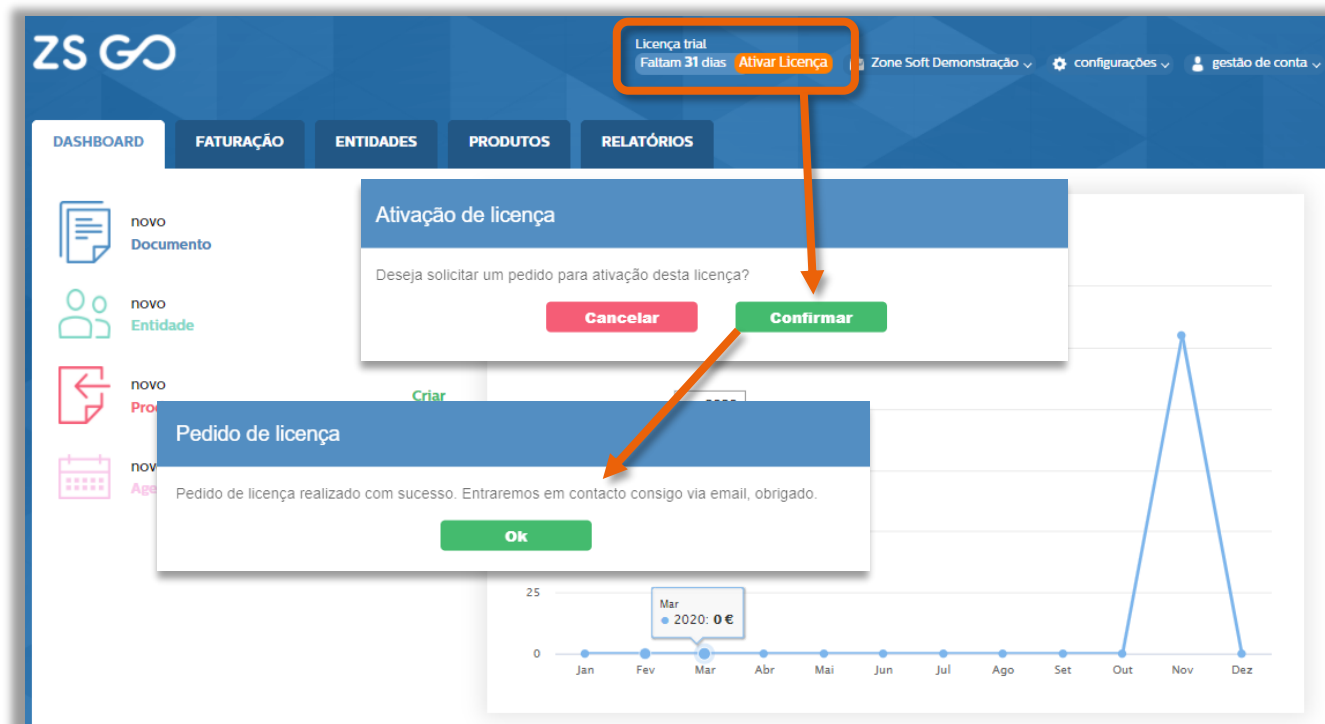 ZS GO
Licença trial
Faltam 31 dias Ativar Licença
Zone Soft Demonstração
configurações
gestão de conta
DASHBOARD
FATURAÇÃO
ENTIDADES
PRODUTOS
RELATÓRIOS
novo
Documento
novo
Entidade
novo
Criar
Ativação de licença
Deseja solicitar um pedido para ativação desta licença?
Cancelar
Confirmar
Pedido de licença
Pedido de licença realizado com sucesso. Entraremos em contacto consigo via email, obrigado.
Ok
25
0
Mar
2020: 0 €
Jan Fev Mar Abr Mai Jun Jul Ago Set Out Nov Dez